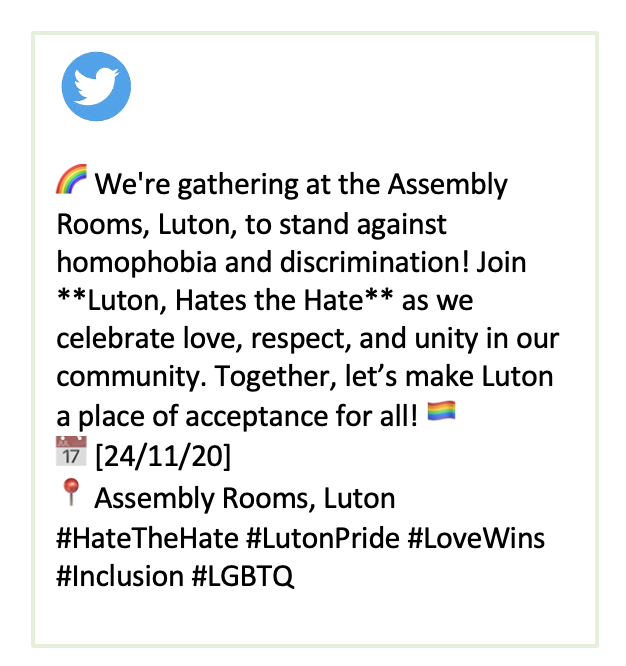 🌈 We're gathering at the Assembly
Rooms, Luton, to stand against
homophobia and discrimination! Join
**Luton, Hates the Hate** as we
celebrate love, respect, and unity in our
community. Together, let’s make Luton
a place of acceptance for all! 🏳️‍🌈
📅 [24/11/20]
📍 Assembly Rooms, Luton
#HateTheHate #LutonPride #LoveWins
#Inclusion #LGBTQ